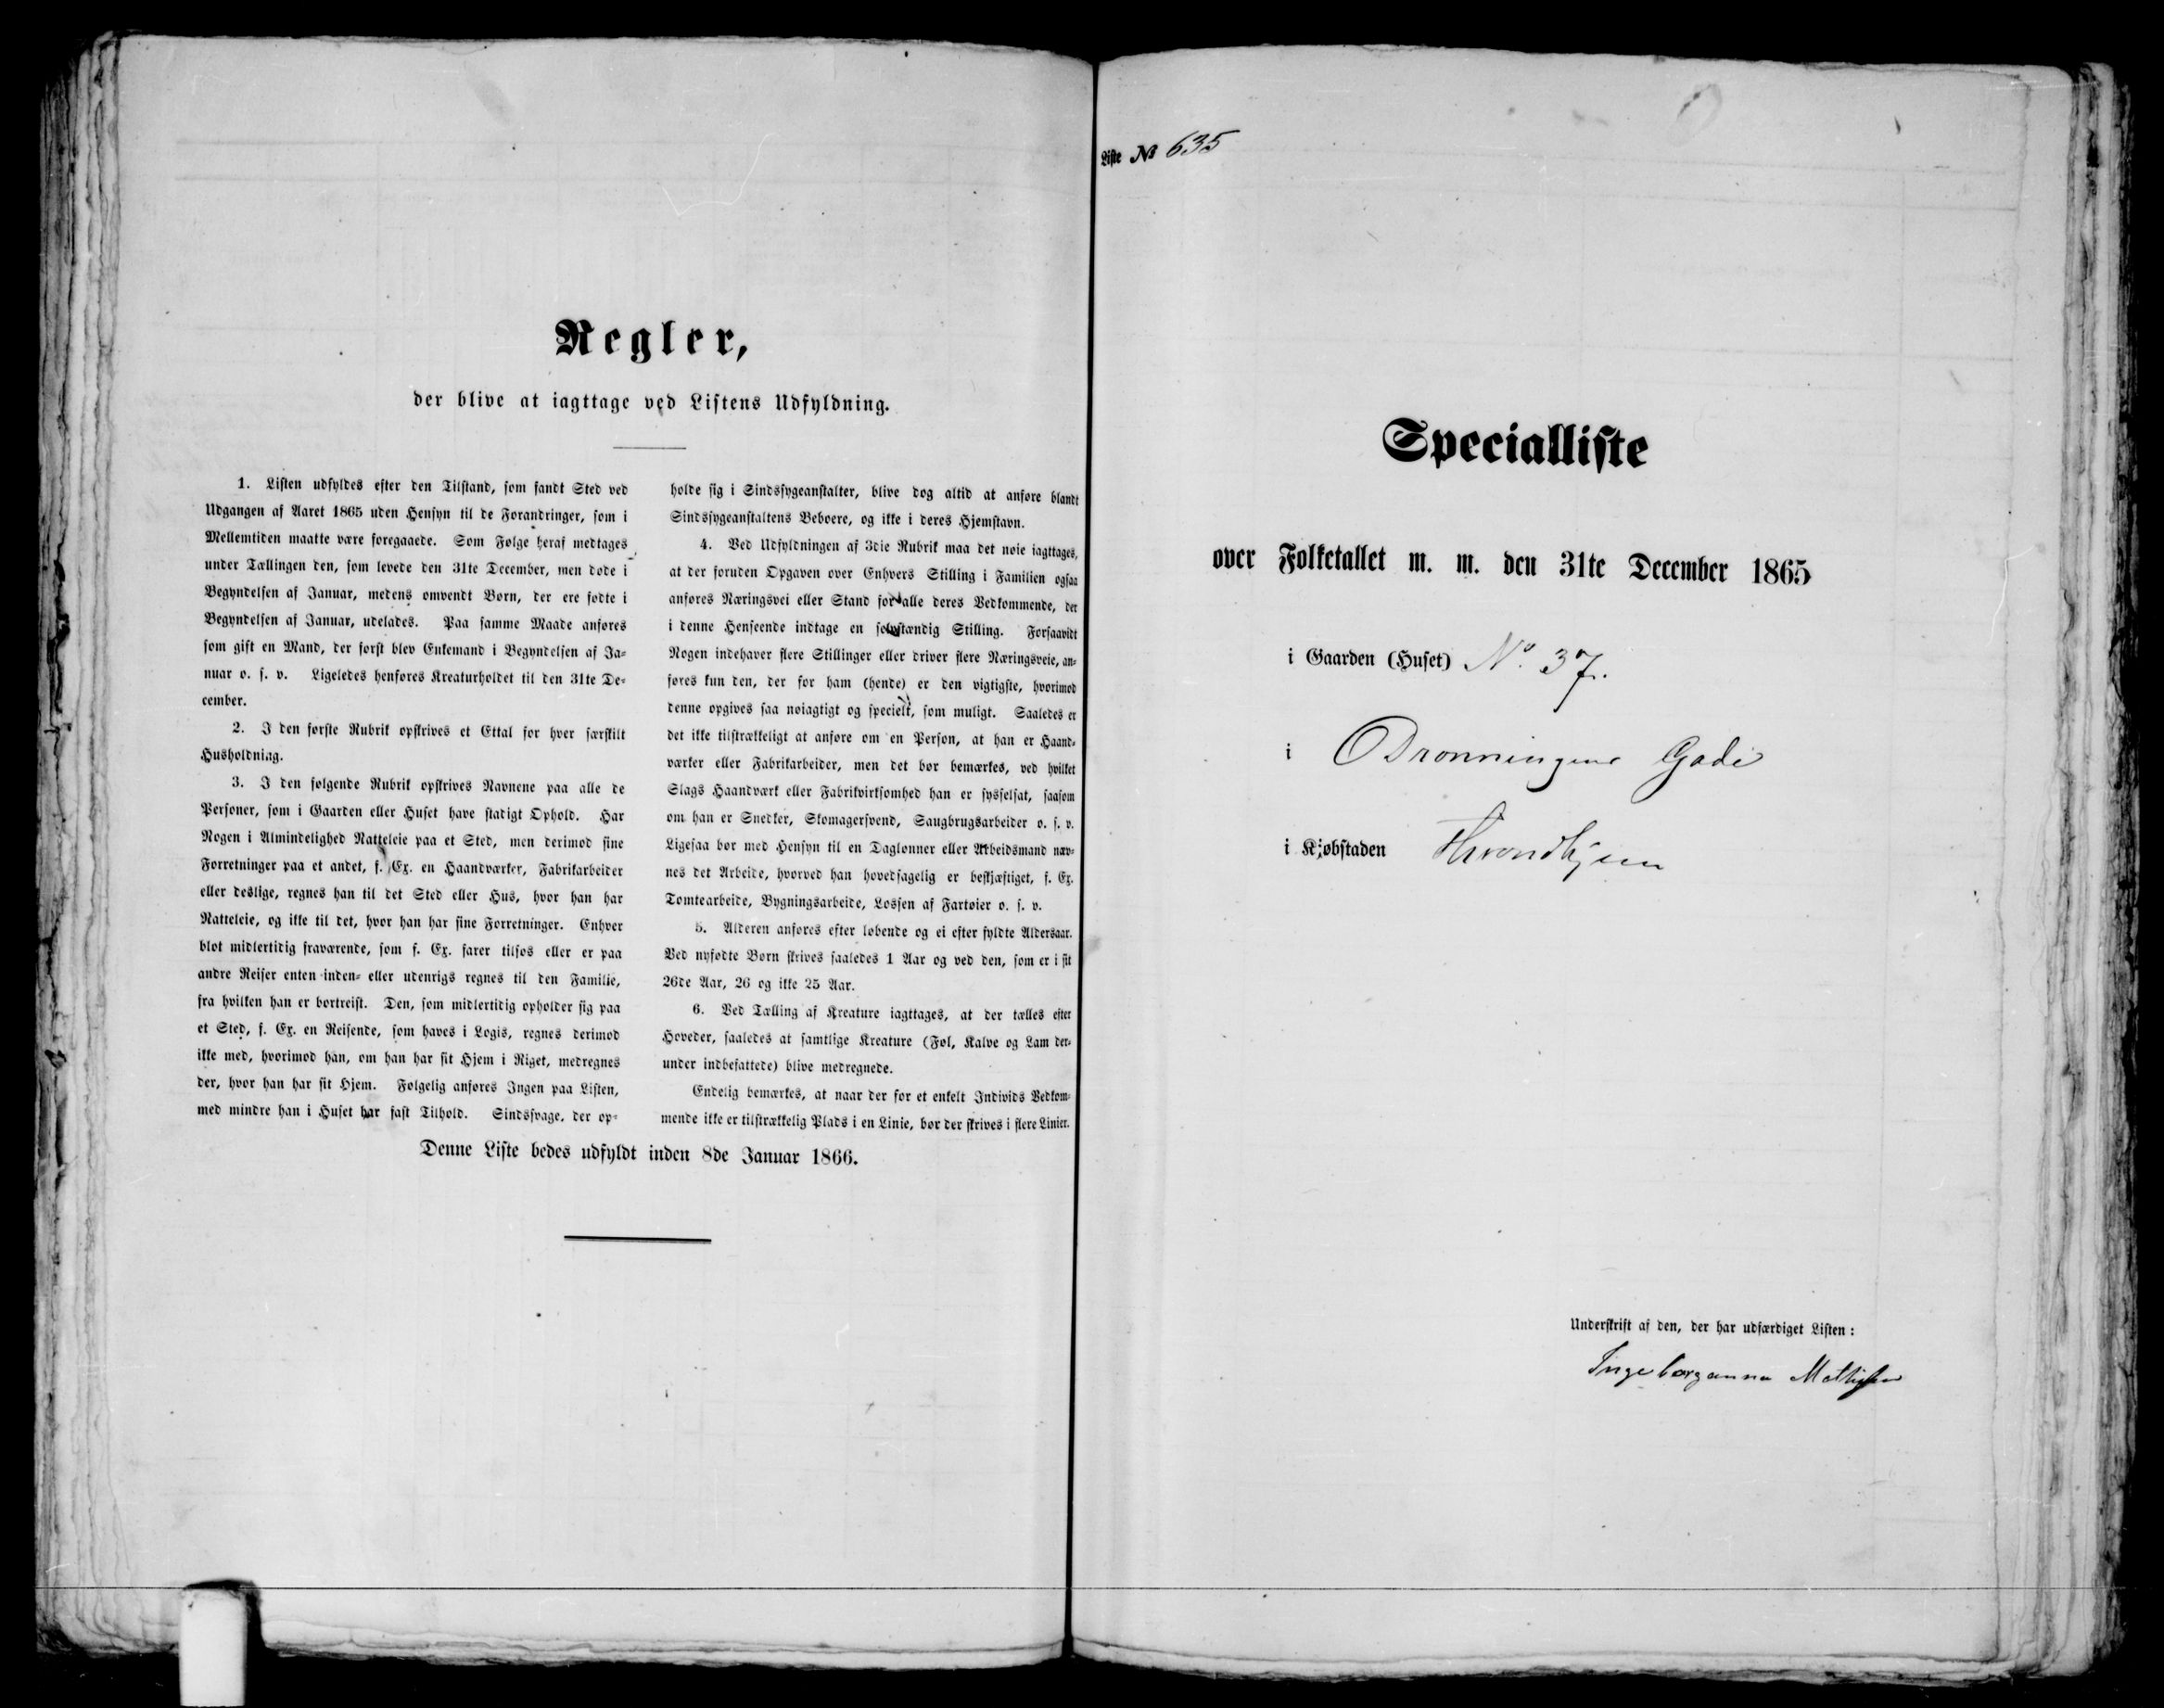 Regler,
der blive at iagttage ved Listens Udfyldning.
1. Listen udfyldes efter den Tilstand, som fandt Sted ved
Udgangen af Aaret 1865 uden Hensyn til de Forandringer, som i
Mellemtiden maatte være foregaaede. Som Følge heraf medtages
under Tællingen den, som levede den 31te December, men døde i
Begyndelsen af Januar, medens omvendt Børn, der ere fødte i
Begyndelsen af Januar, udelades. Paa samme Maade anføres
som gift en Mand, der først blev Enkemand i Begyndelsen af Ja-
nuar o. s. v. Ligeledes henføres Kreaturholdet til den 31te De-
cember.
2. I den første Rubrik opskrives et Ettal for hver særskilt
Husholdning.
3. I den følgende Rubrik opskrives Navnene paa alle de
Personer, som i Gaarden eller Huset have stadigt Ophold. Har
Nogen i Almindelighed Natteleie paa et Sted, men derimod sine
Forretninger paa et andet, f. Ex. en Haandværker, Fabrikarbeider
eller deslige, regnes han til det Sted eller Hus, hvor han har
Natteleie, og ikke til det, hvor han har sine Forretninger. Enhver
blot midlertidig fraværende, som f. Ex. farer tilsøs eller er paa
andre Reiser enten inden- eller udenrigs regnes til den Familie,
fra hvilken han er bortreist. Den, som midlertidig opholder sig paa
et Sted, f. Ex. en Reisende, som haves i Logis, regnes derimod
ikke med, hvorimod han, om han har sit Hjem i Riget, medregnes
der, hvor han har sit Hjem. Følgelig anføres Ingen paa Listen,
med mindre han i Huset har fast Tilhold. Sindssvage, der op-
holde sig i Sindssygeanstalter, blive dog altid at anføre blandt
Sindssygeanstaltens Beboere, og ikke i deres Hjemstavn.
4. Ved Udfyldningen af 3die Rubrik maa det nøie iagttages,
at der foruden Opgaven over Enhvers Stilling i Familien ogsaa
anføres Næringsvei eller Stand for alle deres Vedkommende, der
i denne Henseende indtage en selvstændig Stilling. Forsaavidt
Nogen indehaver flere Stillinger eller driver flere Næringsveie, an-
føres kun den, der for ham (hende) er den vigtigste, hvorimod
denne opgives saa nøiagtigt og specielt, som muligt. Saaledes er
det ikke tilstrækkeligt at anføre om en Person, at han er Haand-
værker eller Fabrikarbeider, men det bør bemærkes, ved hvilket
Slags Haandværk eller Fabrikvirksomhed han er sysselsat, saasom
om han er Snedker, Skomagersvend, Saugbrugsarbeider o. s. v.
Ligesaa bør med Hensyn til en Daglønner eller Arbeidsmand næv-
nes det Arbeide, hvorved han hovedsagelig er beskjæftiget, f. Ex.
Tomtearbeide, Bygningsarbeide, Lossen af Fartøier o. s. v.
5. Alderen anføres efter løbende og ei efter fyldte Aldersaar.
Ved nyfødte Børn skrives saaledes 1 Aar og ved den, som er i sit
26de Aar, 26 og ikke 25 Aar.
6. Ved Tælling af Kreature iagttages, at der tælles efter
Hoveder, saaledes at samtlige Kreature (Føl, Kalve og Lam der-
under indbefattede) blive medregnede.
Endelig bemærkes, at naar der for et enkelt Individs Vedkom-
mende ikke er tilstrækkelig Plads i en Linie, bør der skrives i flere Linier.
Denne Liste bedes udfyldt inden 8de Januar 1866.
Liste № 635
Specialliste
over Folketallet m. m. den 31te December 1865
i Gaarden (Huset) No. 37.
i Dronningens Gade
i Kjøbstaden Throndhjem
Underskrift af den, der har udfærdiget Listen:
Ingeborganna Mathisen